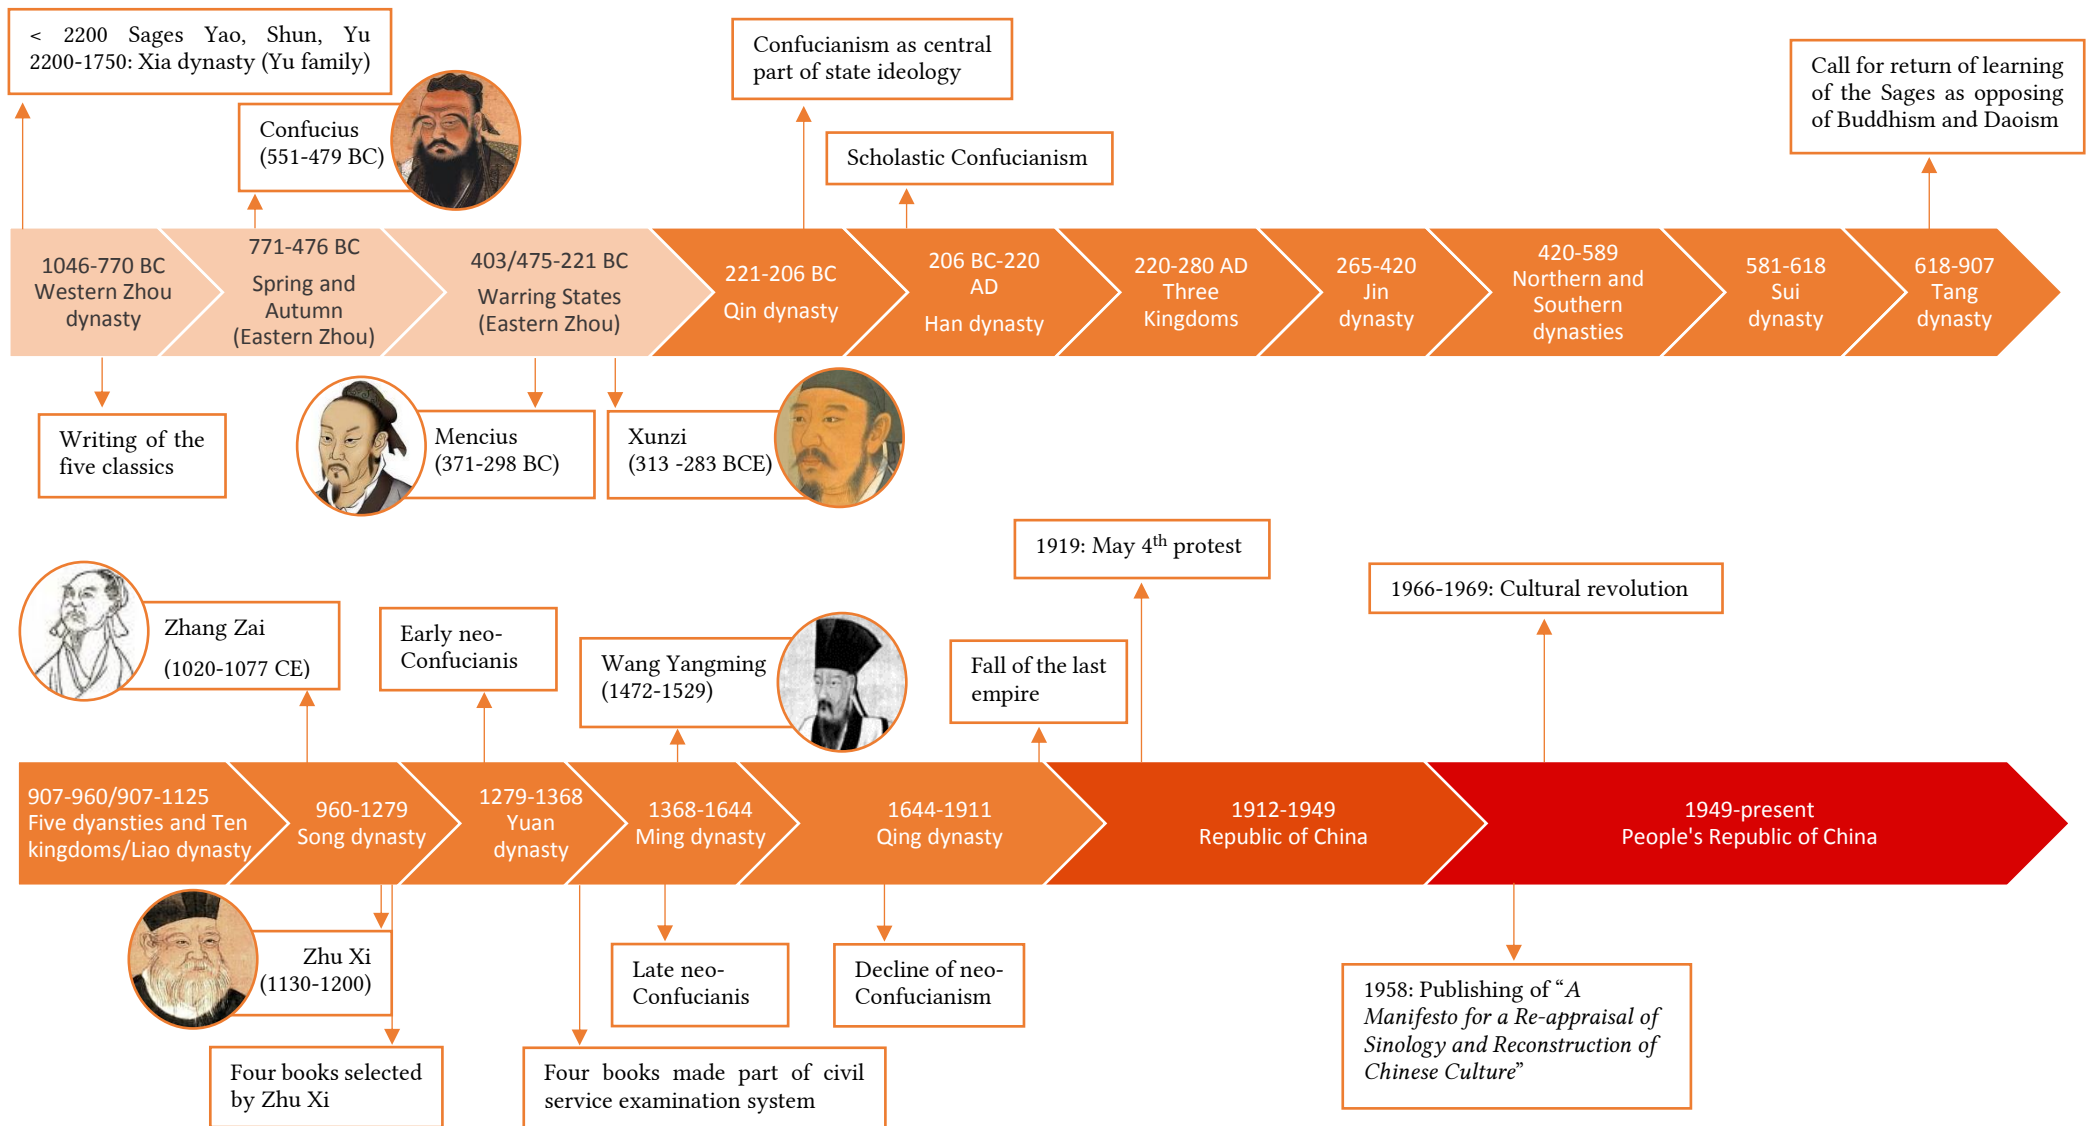 < 2200 Sages Yao, Shun, Yu
2200-1750: Xia dynasty (Yu family)
Confucius
(551-479 BC)
Confucianism as central
part of state ideology
Scholastic Confucianism
Call for return of learning
of the Sages as opposing
of Buddhism and Daoism
1046-770 BC
Western Zhou
dynasty
771-476 BC
Spring and
Autumn
(Eastern Zhou)
403/475-221 BC
Warring States
(Eastern Zhou)
221-206 BC
Qin dynasty
206 BC-220
AD
Han dynasty
220-280 AD
Three
Kingdoms
265-420
Jin
dynasty
420-589
Northern and
Southern
dynasties
581-618
Sui
dynasty
618-907
Tang
dynasty
Writing of the
five classics
Mencius
(371-298 BC)
Xunzi
(313 -283 BCE)
Zhang Zai
(1020-1077 CE)
Early neo-
Confucianis
Wang Yangming
(1472-1529)
Fall of the last
empire
1919: May 4th protest
1966-1969: Cultural revolution
907-960/907-1125
Five dyansties and Ten
kingdoms/Liao dynasty
960-1279
Song dynasty
1279-1368
Yuan
dynasty
1368-1644
Ming dynasty
1644-1911
Qing dynasty
1912-1949
Republic of China
1949-present
People's Republic of China
Zhu Xi
(1130-1200)
Four books selected
by Zhu Xi
Four books made part of civil
service examination system
Late neo-
Confucianis
Decline of neo-
Confucianism
1958: Publishing of “A
Manifesto for a Re-appraisal of
Sinology and Reconstruction of
Chinese Culture”